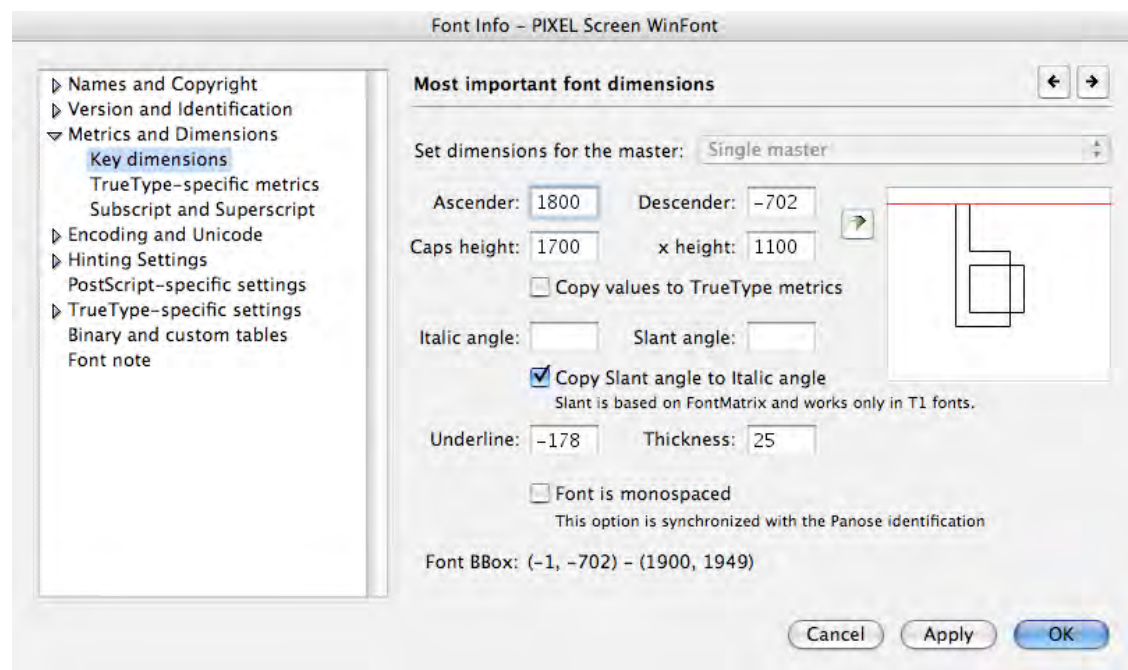 Font Info – PIXEL Screen WinFont
Names and Copyright
Version and Identification
Metrics and Dimensions
Key dimensions
TrueType-specific metrics
Subscript and Superscript
Encoding and Unicode
Hinting Settings
PostScript-specific settings
TrueType-specific settings
Binary and custom tables
Font note
Most important font dimensions
Set dimensions for the master: Single master
Ascender: 1800 Descender: -702
Caps height: 1700 x height: 1100
Copy values to TrueType metrics
Italic angle: Slant angle:
Copy Slant angle to Italic angle
Slant is based on FontMatrix and works only in T1 fonts.
Underline: -178 Thickness: 25
Font is monospaced
This option is synchronized with the Panose identification
Font BBox: (-1, -702) – (1900, 1949)
Cancel Apply OK